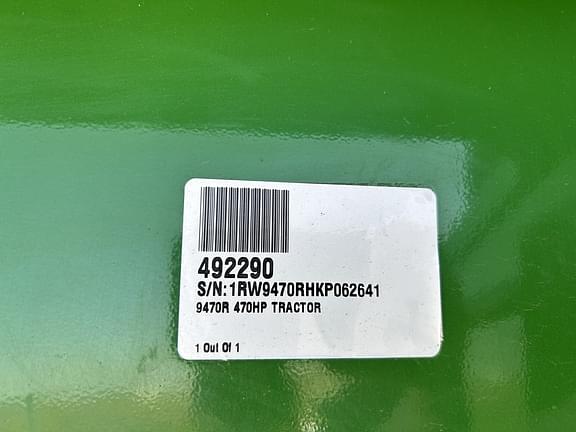 492290
S/N:1RW9470RHKP062641
9470R 470HP TRACTOR
1 Out Of 1